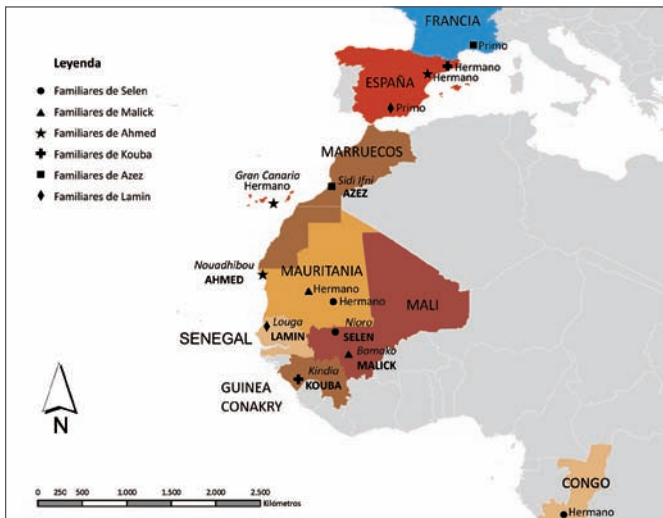 FRANCIA
Primo
Leyenda
Hermano
ESPAÑA
Hermano
Familiares de Selen
Familiares de Malick
Primo
Familiares de Ahmed
MARRUECOS
Familiares de Kouba
Gran Canaria
Hermano
Sidi Ifni
AZEZ
Familiares de Azez
Familiares de Lamin
Nouadhibou
AHMED
MAURITANIA
Hermano
Hermano
MALI
SENEGAL
Louga
LAMIN
Nioro
SELEN
Bamako
MALICK
Kindia
KOUBA
GUINEA
CONAKRY
N
CONGO
Hermano
0 250 500 1.000 1.500 2.000 2.500
Kilómetros